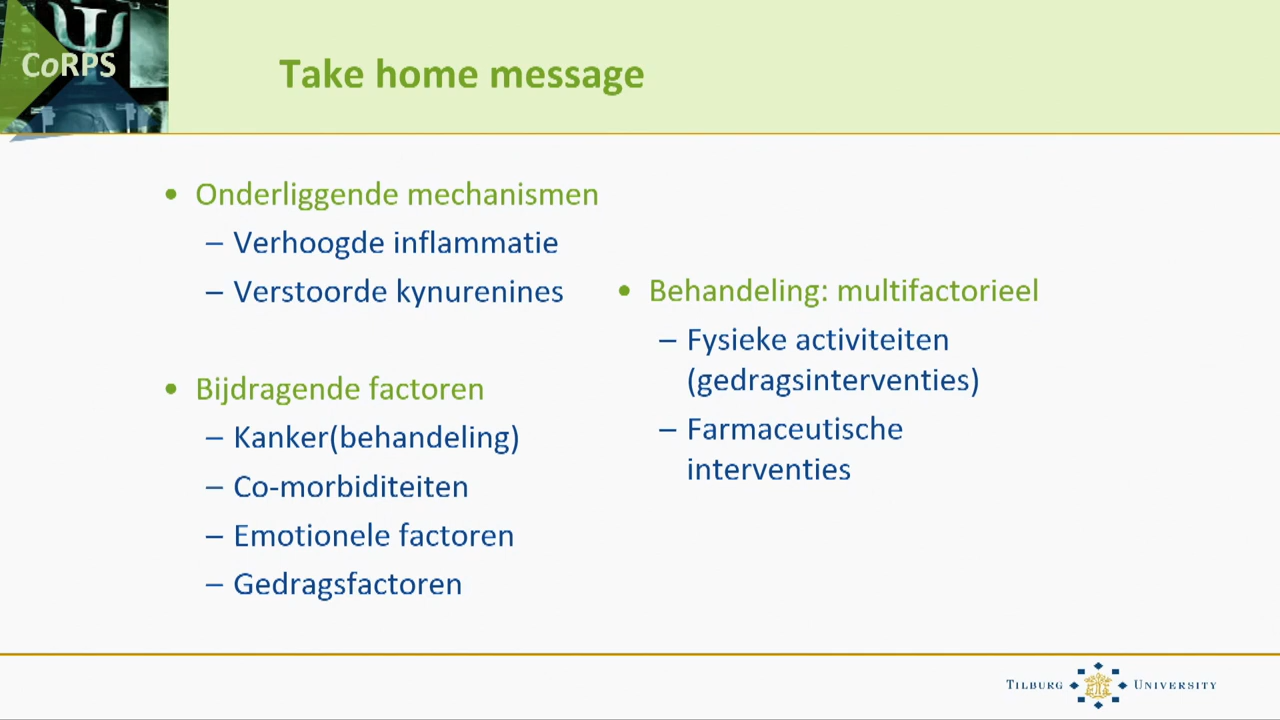 CoRPS
Take home message
• Onderliggende mechanismen
– Verhoogde inflammatie
– Verstoorde kynurenines
• Bijdragende factoren
– Kanker(behandeling)
– Co-morbiditeiten
– Emotionele factoren
– Gedragsfactoren
• Behandeling: multifactorieel
– Fysieke activiteiten
(gedragsinterventies)
– Farmaceutische
interventies
TILBURG UNIVERSITY